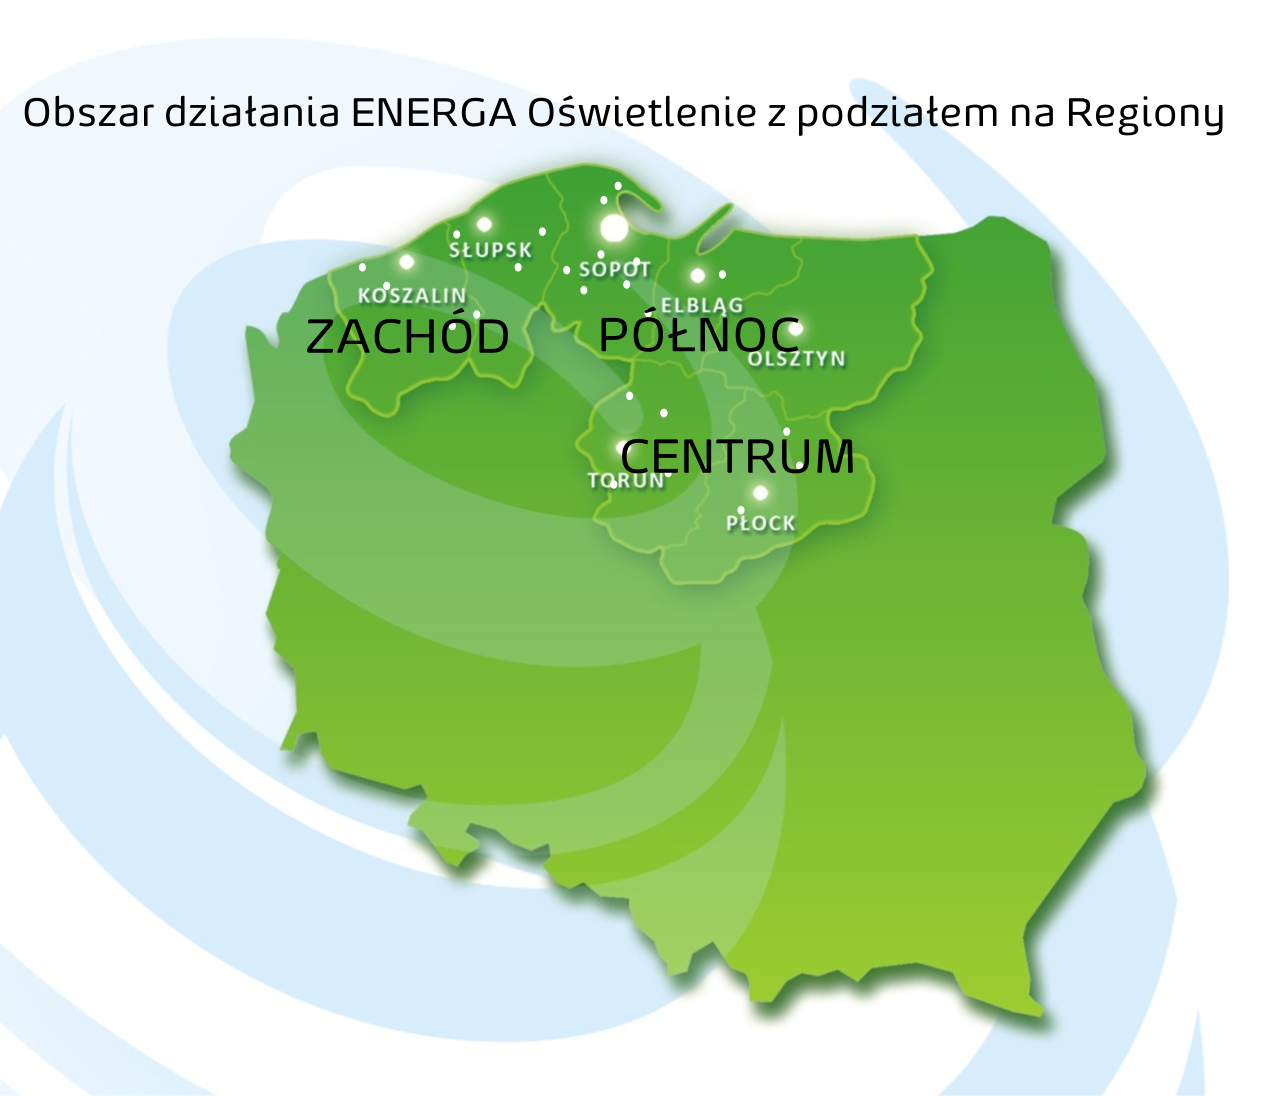 Obszar działania ENERGA Oświetlenie z podziałem na Regiony
SŁUPSK
SOPOT
KOSZALIN
ELBLĄG
ZACHÓD
PÓŁNOC
OLSZTYN
CENTRUM
TORUŃ
PŁOCK